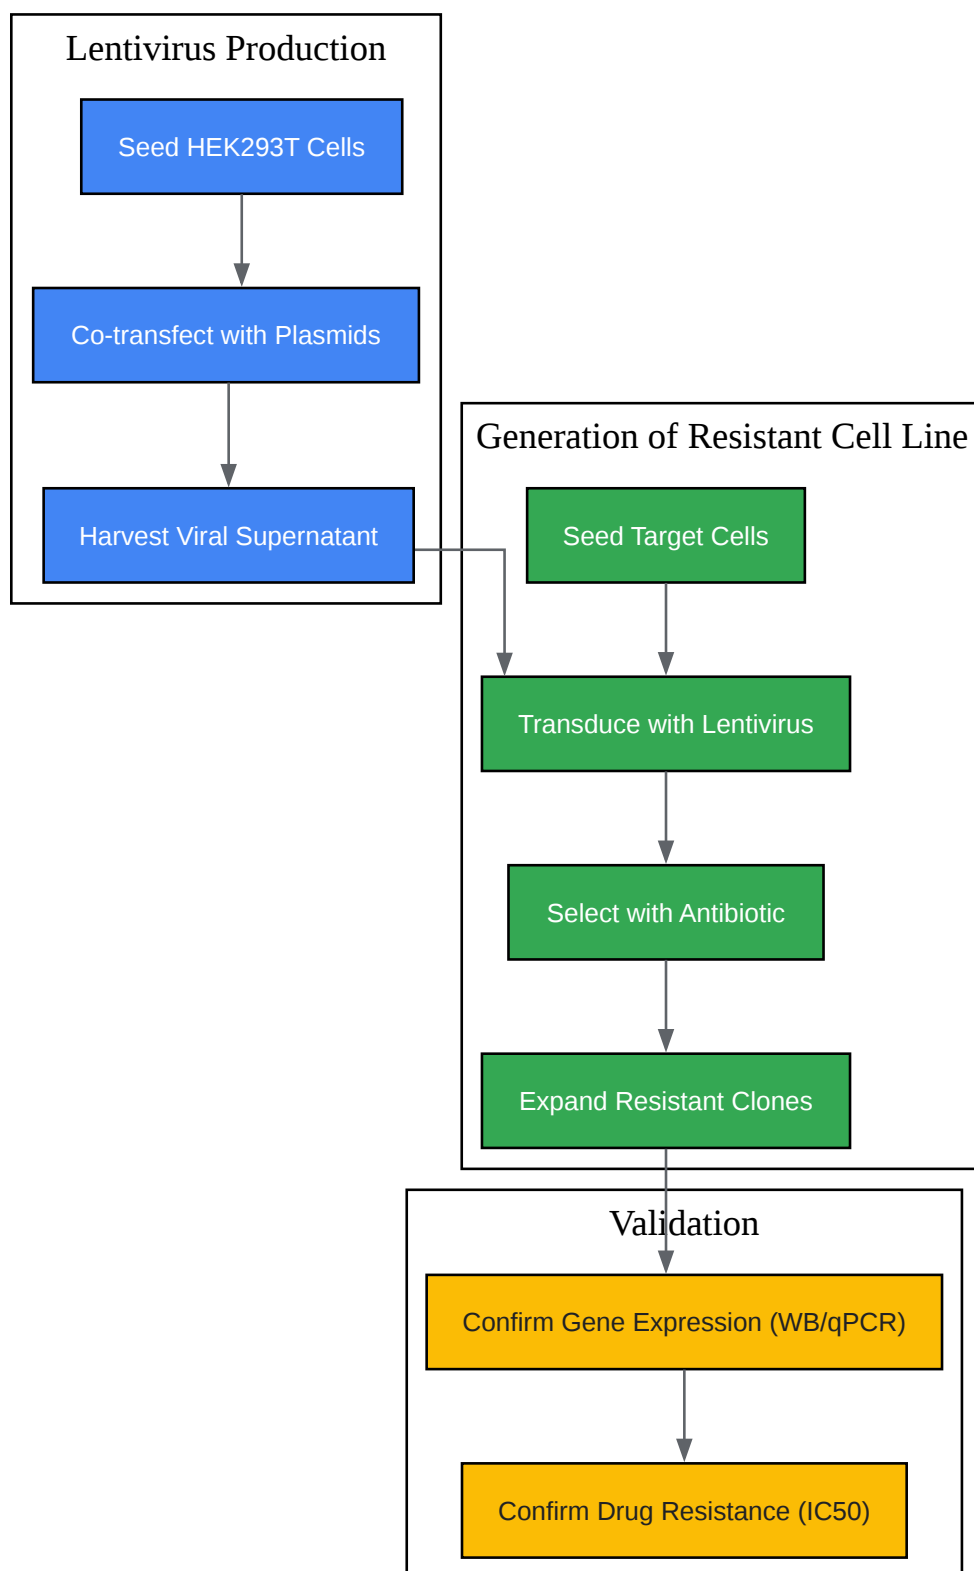 Lentivirus Production
Seed HEK293T Cells
Co-transfect with Plasmids
Harvest Viral Supernatant
Generation of Resistant Cell Line
Seed Target Cells
Transduce with Lentivirus
Select with Antibiotic
Expand Resistant Clones
Validation
Confirm Gene Expression (WB/qPCR)
Confirm Drug Resistance (IC50)